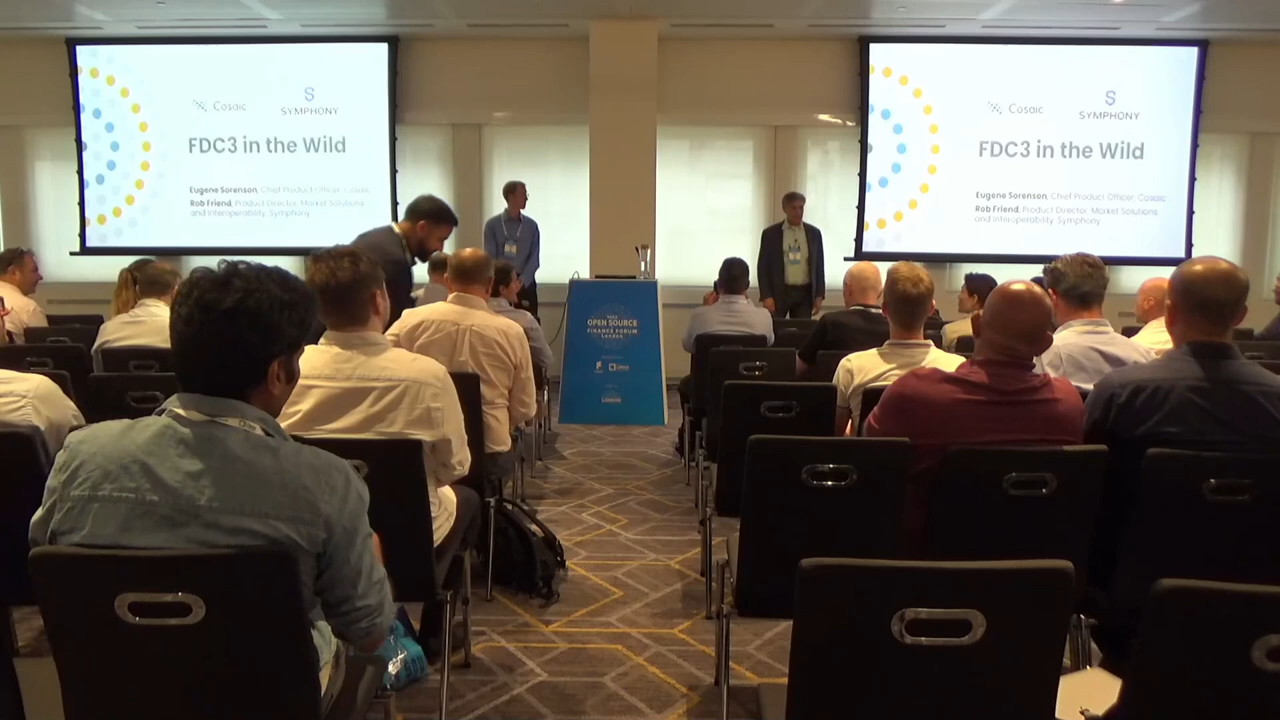 Cosaic
SYMPHONY
FDC3 in the Wild
Eugene Sorenson, Chief Product Officer, Cosaic
Rob Friend, Product Director, Market Solutions
and Interoperability, Symphony
Cosaic
SYMPHONY
FDC3 in the Wild
Eugene Sorenson, Chief Product Officer, Cosaic
Rob Friend, Product Director, Market Solutions
and Interoperability, Symphony
OPEN SOURCE
FINANCE FORUM
London